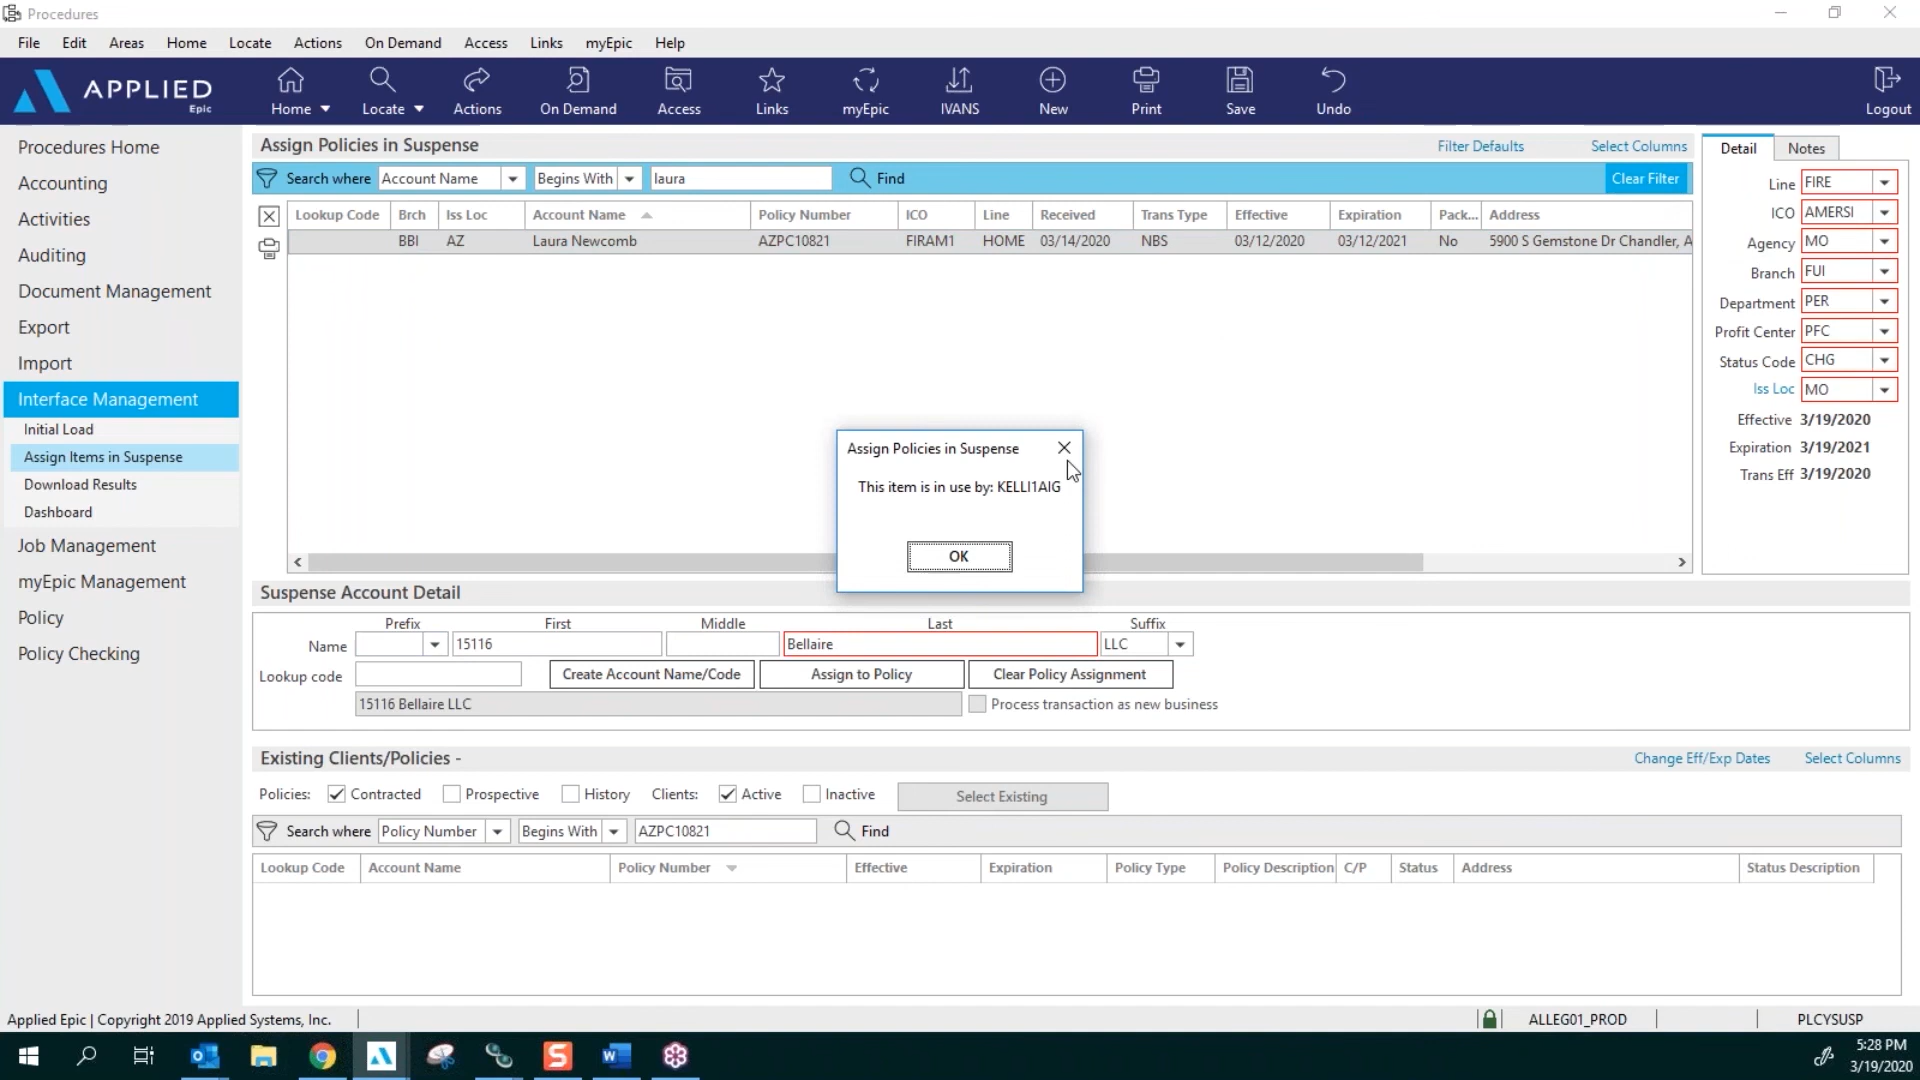 Procedures
File Edit Areas Home Locate Actions On Demand Access Links myEpic Help
APPLIED
Epic
Home Locate Actions On Demand Access Links myEpic IVANS New Print Save Undo Logout
Procedures Home
Accounting
Activities
Auditing
Document Management
Export
Import
Interface Management
Initial Load
Assign Items in Suspense
Download Results
Dashboard
Job Management
myEpic Management
Policy
Policy Checking
Assign Policies in Suspense Filter Defaults Select Columns
Search where Account Name Begins With laura Find Clear Filter
Lookup Code Brch Iss Loc Account Name Policy Number ICO Line Received Trans Type Effective Expiration Pack... Address
BBI AZ Laura Newcomb AZPC10821 FIRAM1 HOME 03/14/2020 NBS 03/12/2020 03/12/2021 No 5900 S Gemstone Dr Chandler, A
Detail Notes
Line FIRE
ICO AMERSI
Agency MO
Branch FUI
Department PER
Profit Center PFC
Status Code CHG
Iss Loc MO
Effective 3/19/2020
Expiration 3/19/2021
Trans Eff 3/19/2020
Assign Policies in Suspense
This item is in use by: KELLI1AIG
OK
Suspense Account Detail
Prefix First Middle Last Suffix
Name 15116 Bellaire LLC
Lookup code Create Account Name/Code Assign to Policy Clear Policy Assignment
15116 Bellaire LLC Process transaction as new business
Existing Clients/Policies - Change Eff/Exp Dates Select Columns
Policies: Contracted Prospective History Clients: Active Inactive Select Existing
Search where Policy Number Begins With AZPC10821 Find
Lookup Code Account Name Policy Number Effective Expiration Policy Type Policy Description C/P Status Address Status Description
Applied Epic | Copyright 2019 Applied Systems, Inc. ALLEG01_PROD PLCYSUSP
5:28 PM
3/19/2020